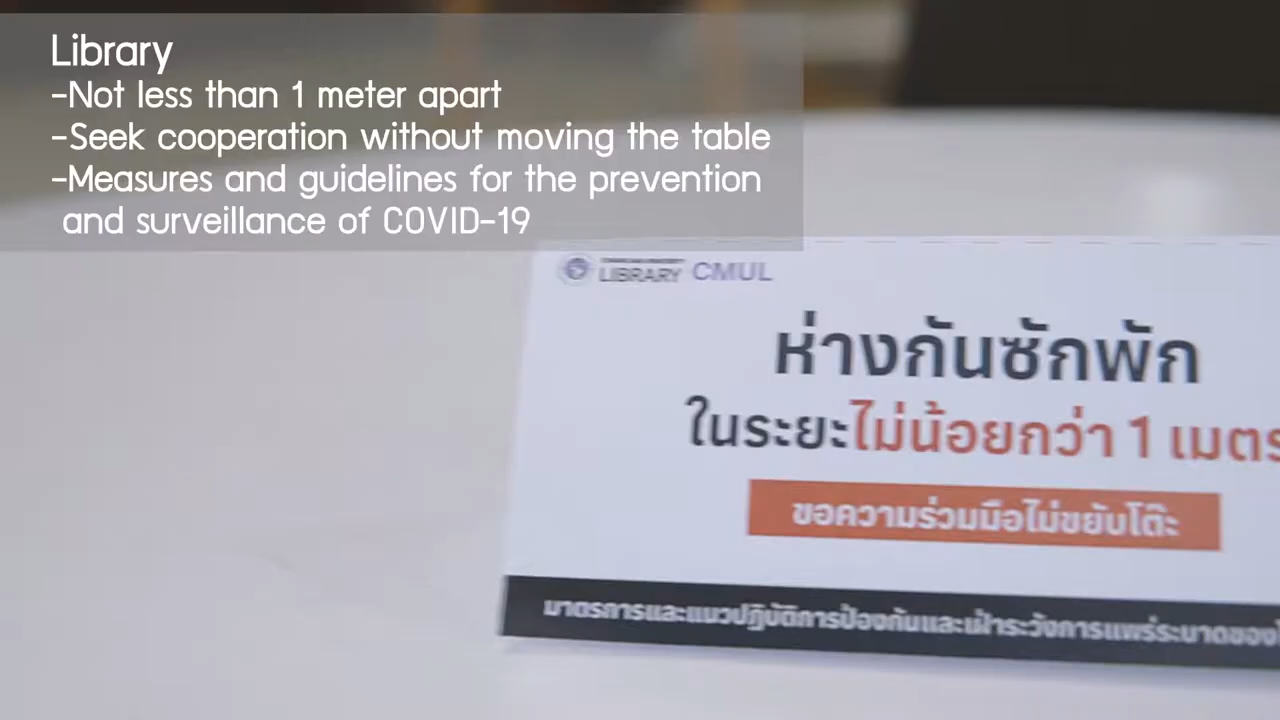 Library
-Not less than 1 meter apart
-Seek cooperation without moving the table
-Measures and guidelines for the prevention
and surveillance of COVID-19
LIBRARY CMUL
ห่างกันซักพัก
ในระยะไม่น้อยกว่า 1 เมตร
ขอความร่วมมือไม่ขยับโต๊ะ
มาตรการและแนวปฏิบัติการป้องกันและเฝ้าระวังการแพร่ระบาดของ